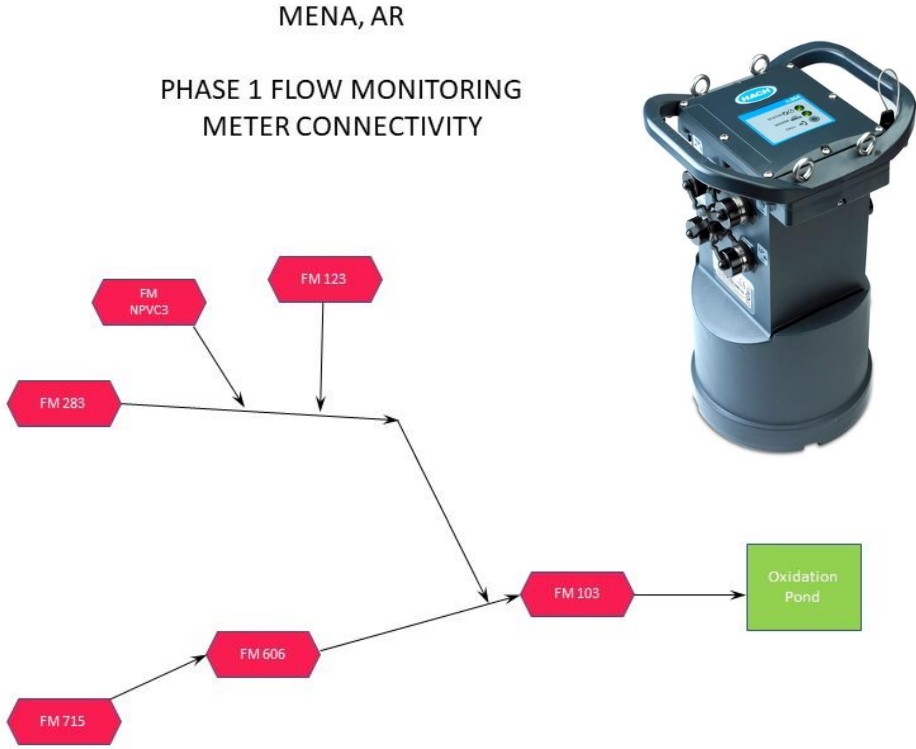 MENA, AR
PHASE 1 FLOW MONITORING
METER CONNECTIVITY
HACH
FM 123
FM
NPVC3
FM 283
FM 103
Oxidation
Pond
FM 606
FM 715